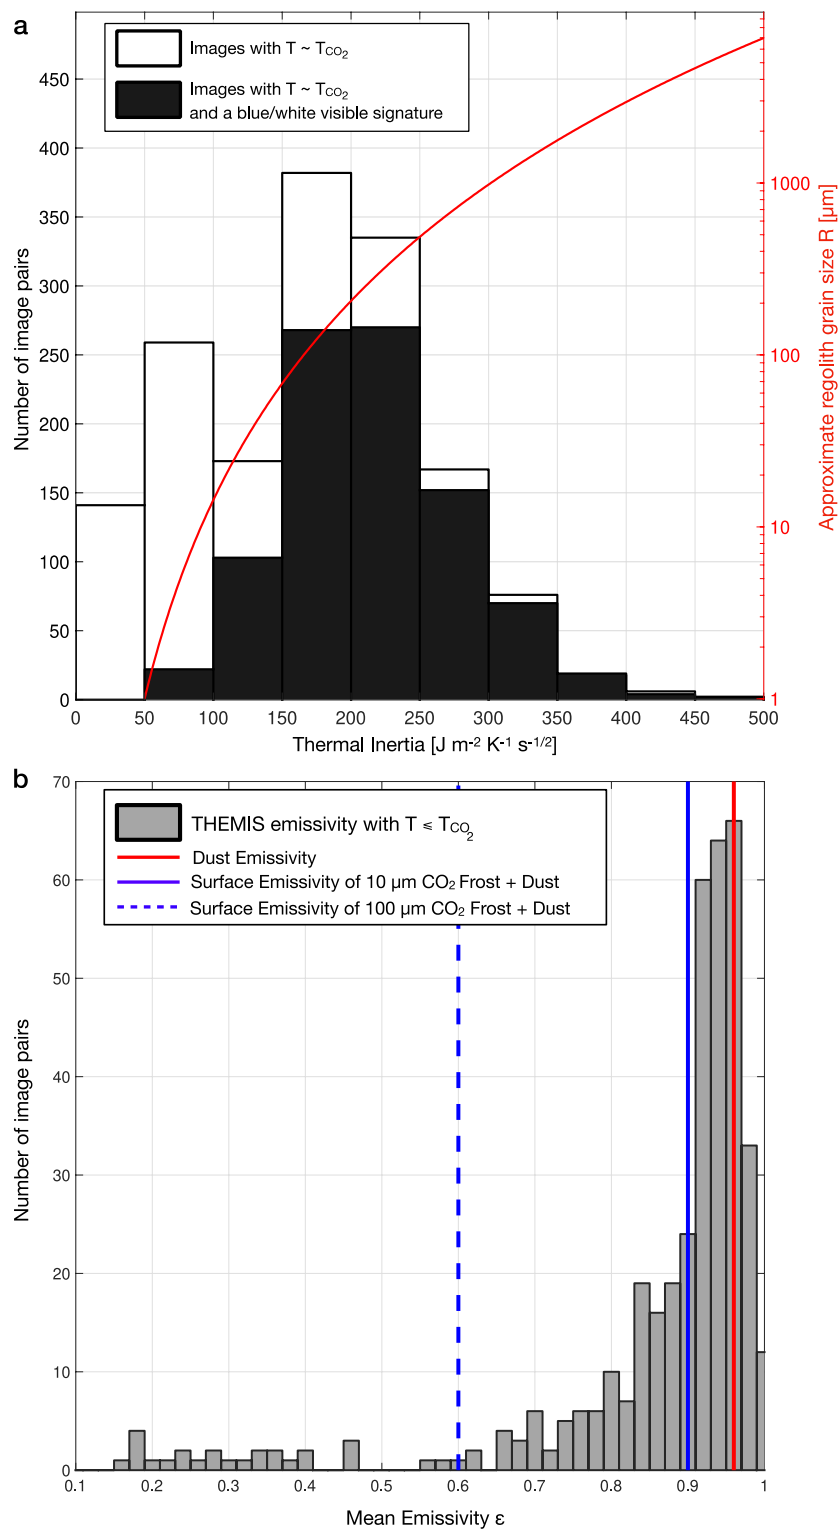 a
Images with T ~ TCO2
Images with T ~ TCO2
and a blue/white visible signature
450
400
350
300
250
200
150
100
50
0
Number of image pairs
1000
100
10
1
Approximate regolith grain size R [µm]
0 50 100 150 200 250 300 350 400 450 500
Thermal Inertia [J m-2 K-1 s-1/2]
b
THEMIS emissivity with T ⩽ TCO2
Dust Emissivity
Surface Emissivity of 10 µm CO2 Frost + Dust
Surface Emissivity of 100 µm CO2 Frost + Dust
70
60
50
40
30
20
10
0
Number of image pairs
0.1 0.2 0.3 0.4 0.5 0.6 0.7 0.8 0.9 1
Mean Emissivity ε